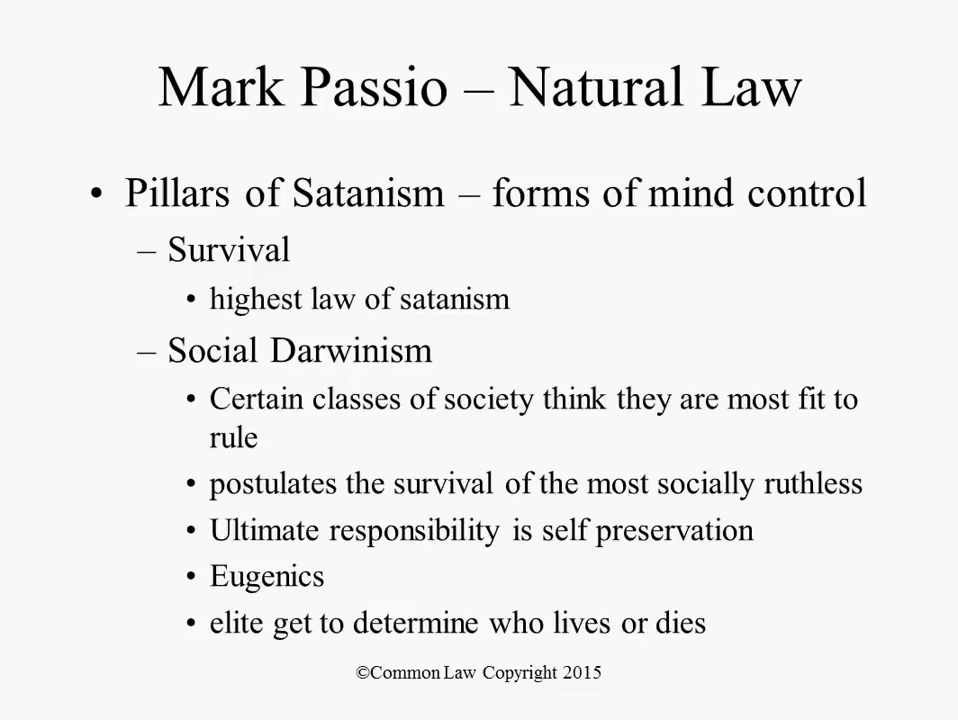 Mark Passio – Natural Law
• Pillars of Satanism – forms of mind control
– Survival
• highest law of satanism
– Social Darwinism
• Certain classes of society think they are most fit to
rule
• postulates the survival of the most socially ruthless
• Ultimate responsibility is self preservation
• Eugenics
• elite get to determine who lives or dies
©Common Law Copyright 2015